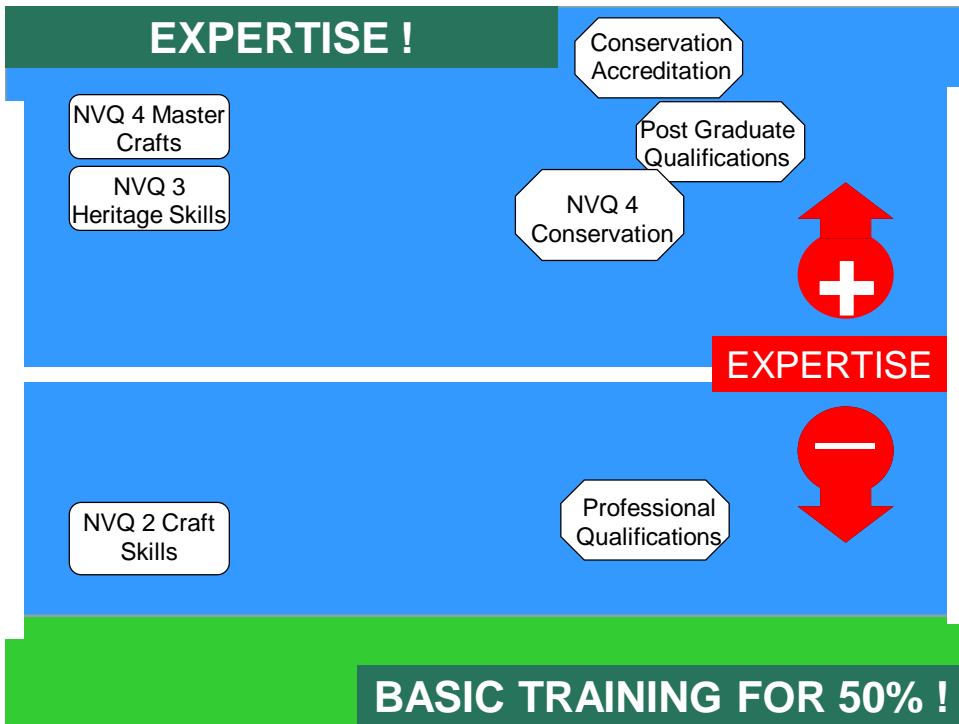 EXPERTISE !
Conservation
Accreditation
NVQ 4 Master
Crafts
Post Graduate
Qualifications
NVQ 3
Heritage Skills
NVQ 4
Conservation
EXPERTISE
NVQ 2 Craft
Skills
Professional
Qualifications
BASIC TRAINING FOR 50% !